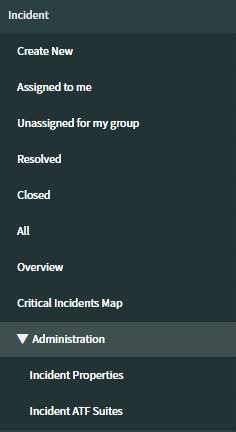 Incident
Create New
Assigned to me
Unassigned for my group
Resolved
Closed
All
Overview
Critical Incidents Map
Administration
Incident Properties
Incident ATF Suites